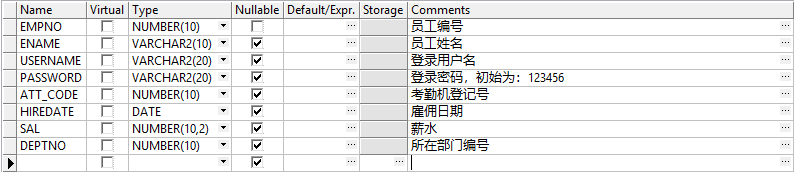 Name Virtual Type Nullable Default/Expr. Storage Comments
EMPNO NUMBER(10) ... 员工编号 ...
ENAME VARCHAR2(10) ... 员工姓名 ...
USERNAME VARCHAR2(20) ... 登录用户名 ...
PASSWORD VARCHAR2(20) ... 登录密码，初始为：123456 ...
ATT_CODE NUMBER(10) ... 考勤机登记号 ...
HIREDATE DATE ... 雇佣日期 ...
SAL NUMBER(10,2) ... 薪水 ...
DEPTNO NUMBER(10) ... 所在部门编号 ...
... ... ...